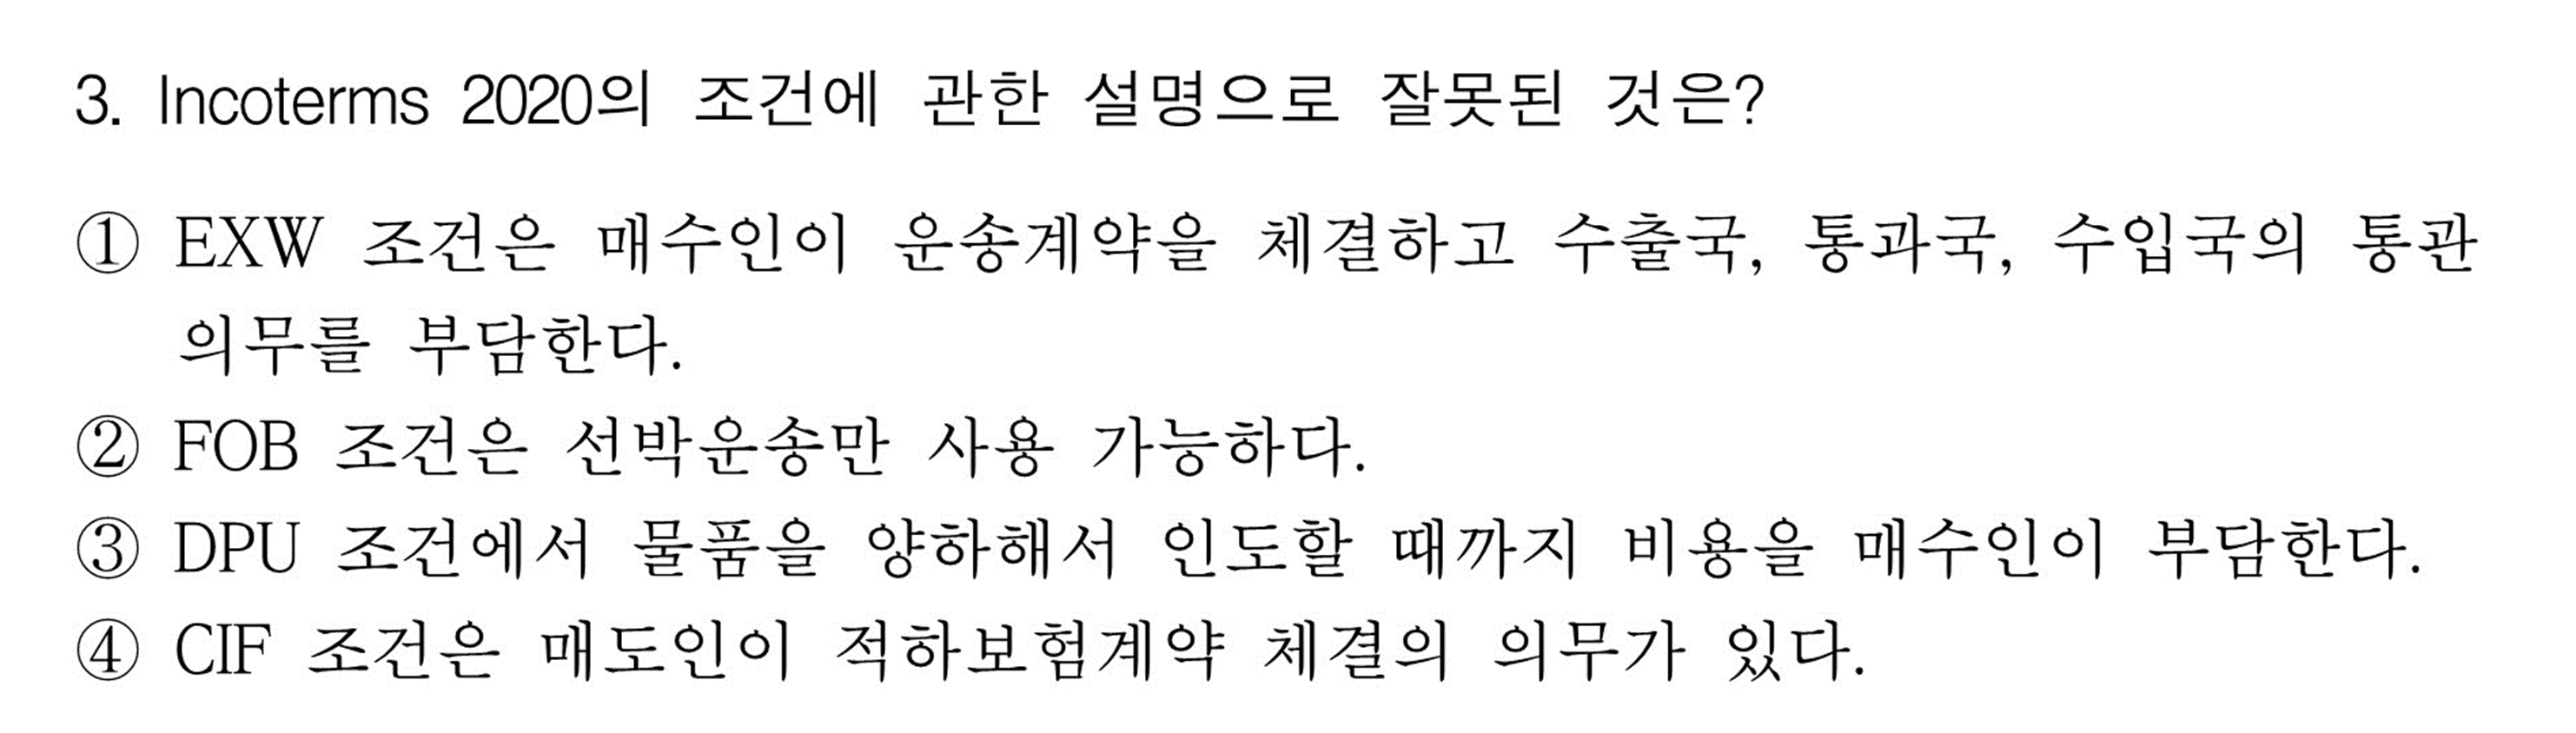 3. Incoterms 2020의 조건에 관한 설명으로 잘못된 것은?
① EXW 조건은 매수인이 운송계약을 체결하고 수출국, 통과국, 수입국의 통관
의무를 부담한다.
② FOB 조건은 선박운송만 사용 가능하다.
③ DPU 조건에서 물품을 양하해서 인도할 때까지 비용을 매수인이 부담한다.
④ CIF 조건은 매도인이 적하보험계약 체결의 의무가 있다.